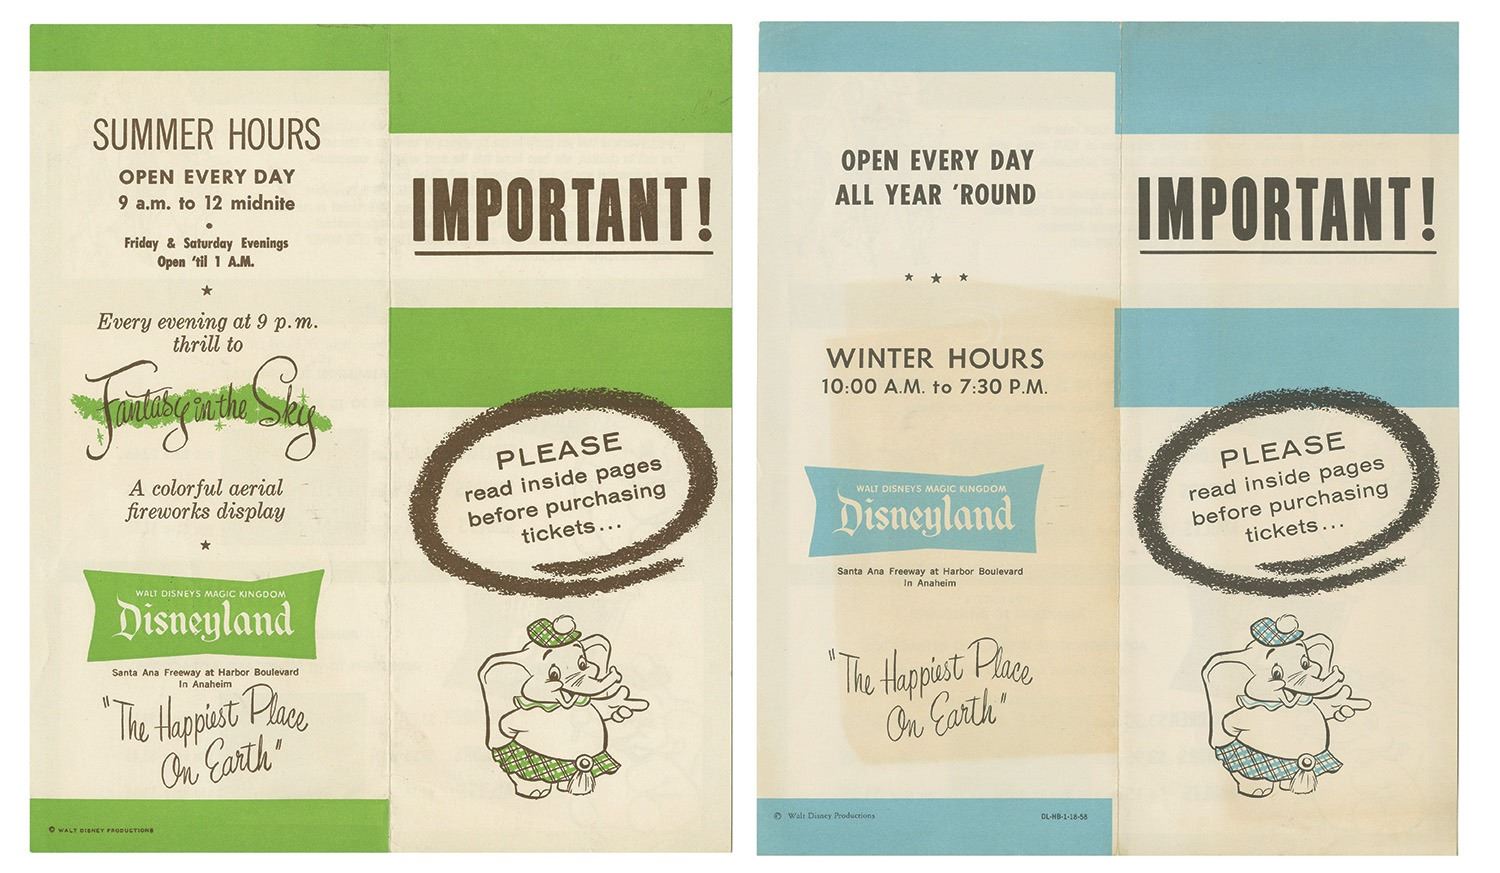 SUMMER HOURS
OPEN EVERY DAY
9 a.m. to 12 midnite
Friday & Saturday Evenings
Open 'til 1 A.M.
Every evening at 9 p.m.
thrill to
Fantasy in the Sky
A colorful aerial
fireworks display
WALT DISNEY'S MAGIC KINGDOM
Disneyland
Santa Ana Freeway at Harbor Boulevard
In Anaheim
"The Happiest Place
On Earth"
© WALT DISNEY PRODUCTIONS
IMPORTANT!
PLEASE
read inside pages
before purchasing
tickets...
OPEN EVERY DAY
ALL YEAR 'ROUND
WINTER HOURS
10:00 A.M. to 7:30 P.M.
WALT DISNEY'S MAGIC KINGDOM
Disneyland
Santa Ana Freeway at Harbor Boulevard
In Anaheim
"The Happiest Place
On Earth"
© Walt Disney Productions
DL-HB-1-18-58
IMPORTANT!
PLEASE
read inside pages
before purchasing
tickets...